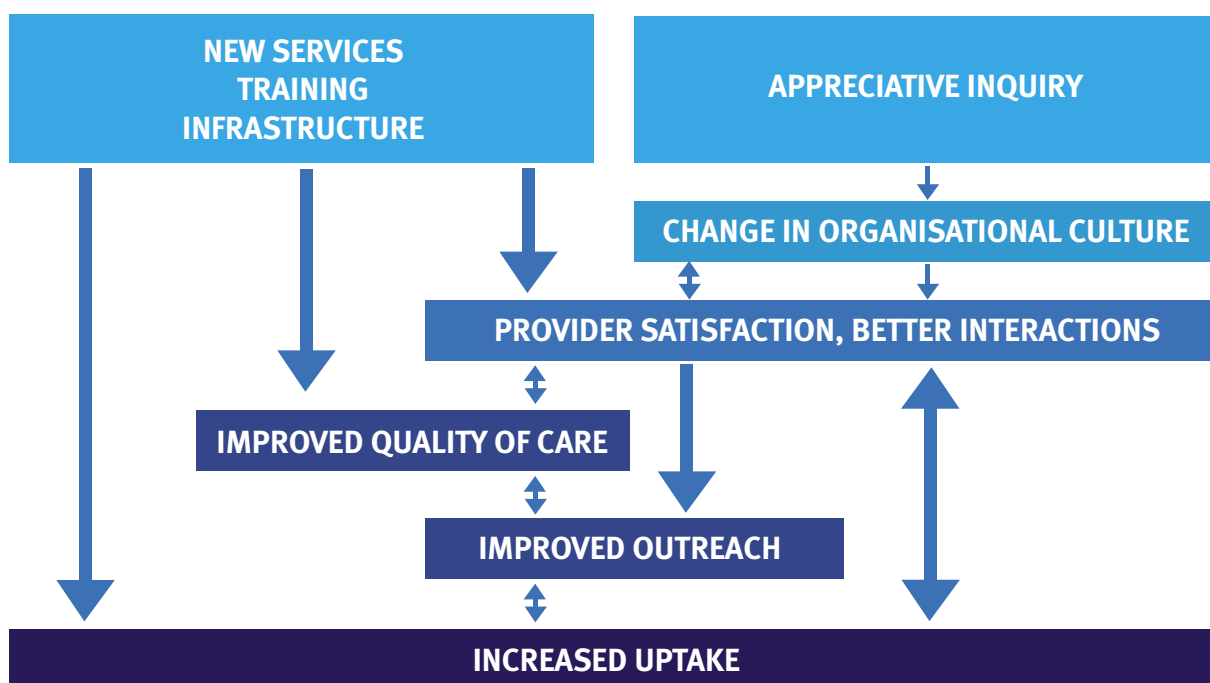 NEW SERVICES
TRAINING
INFRASTRUCTURE
APPRECIATIVE INQUIRY
CHANGE IN ORGANISATIONAL CULTURE
PROVIDER SATISFACTION, BETTER INTERACTIONS
IMPROVED QUALITY OF CARE
IMPROVED OUTREACH
INCREASED UPTAKE